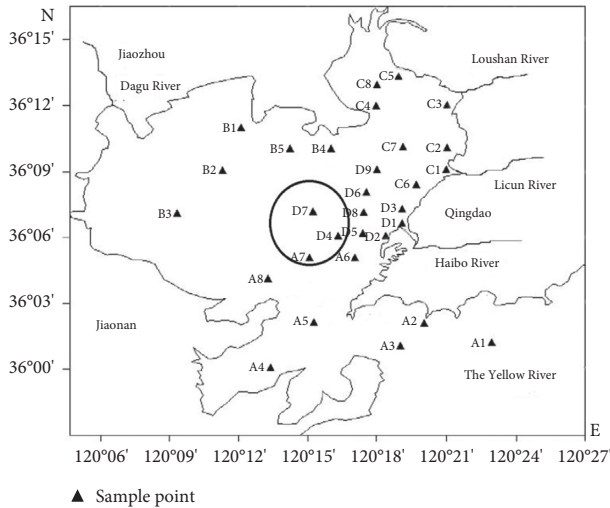 N
36°15′
Jiaozhou
Loushan River
C5
C8
Dagu River
36°12′
C4
C3
B1
B5
B4
C7
C2
36°09′
B2
D9
C1
C6
Licun River
D6
B3
D7
D8
D3
Qingdao
D1
36°06′
D4
D5
D2
A7
A6
Haibo River
A8
36°03′
Jiaonan
A5
A2
A3
A1
36°00′
A4
The Yellow River
E
120°06′ 120°09′ 120°12′ 120°15′ 120°18′ 120°21′ 120°24′ 120°27′
▲ Sample point